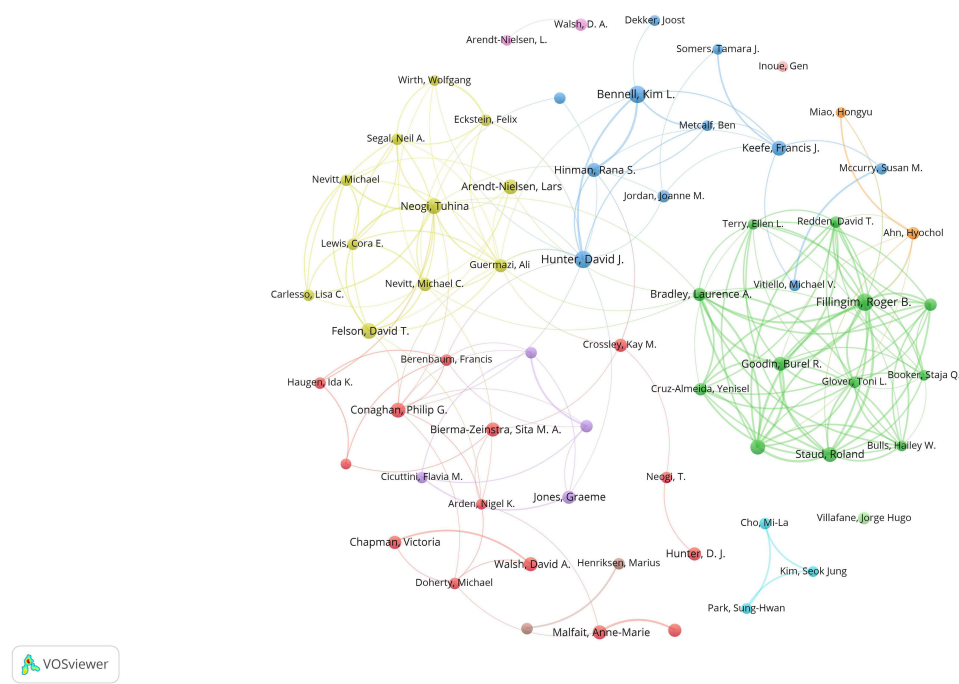 Walsh, D. A.
Dekker, Joost
Arendt-Nielsen, L.
Somers, Tamara J.
Inoue, Gen
Wirth, Wolfgang
Bennell, Kim L.
Miao, Hongyu
Eckstein, Felix
Metcalf, Ben
Segal, Neil A.
Keefe, Francis J.
Hinman, Rana S.
Mccurry, Susan M.
Nevitt, Michael
Arendt-Nielsen, Lars
Jordan, Joanne M.
Neogi, Tuhina
Terry, Ellen L.
Redden, David T.
Ahn, Hyochol
Lewis, Cora E.
Hunter, David J.
Guermazi, Ali
Nevitt, Michael C.
Vitiello, Michael V.
Carlesso, Lisa C.
Bradley, Laurence A.
Fillingim, Roger B.
Felson, David T.
Crossley, Kay M.
Berenbaum, Francis
Goodin, Burel R.
Booker, Staja Q.
Haugen, Ida K.
Glover, Toni L.
Cruz-Almeida, Yenisel
Conaghan, Philip G.
Bierma-Zeinstra, Sita M. A.
Bulls, Hailey W.
Staud, Roland
Cicuttini, Flavia M.
Neogi, T.
Jones, Graeme
Arden, Nigel K.
Villafane, Jorge Hugo
Cho, Mi-La
Chapman, Victoria
Hunter, D. J.
Walsh, David A.
Henriksen, Marius
Kim, Seok Jung
Doherty, Michael
Park, Sung-Hwan
Malfait, Anne-Marie
VOSviewer